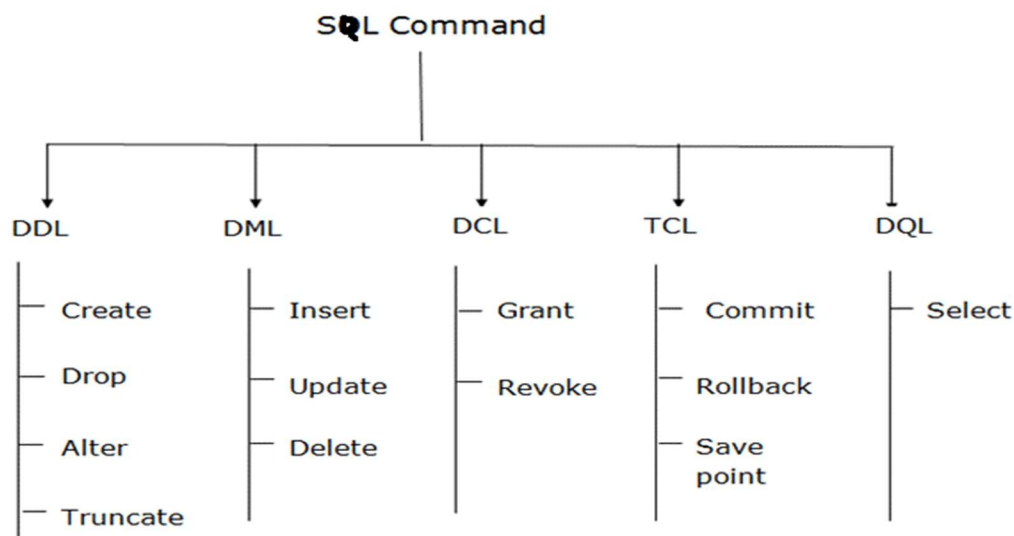 SQL Command
DDL
DML
DCL
TCL
DQL
Create
Drop
Alter
Truncate
Insert
Update
Delete
Grant
Revoke
Commit
Rollback
Save
point
Select